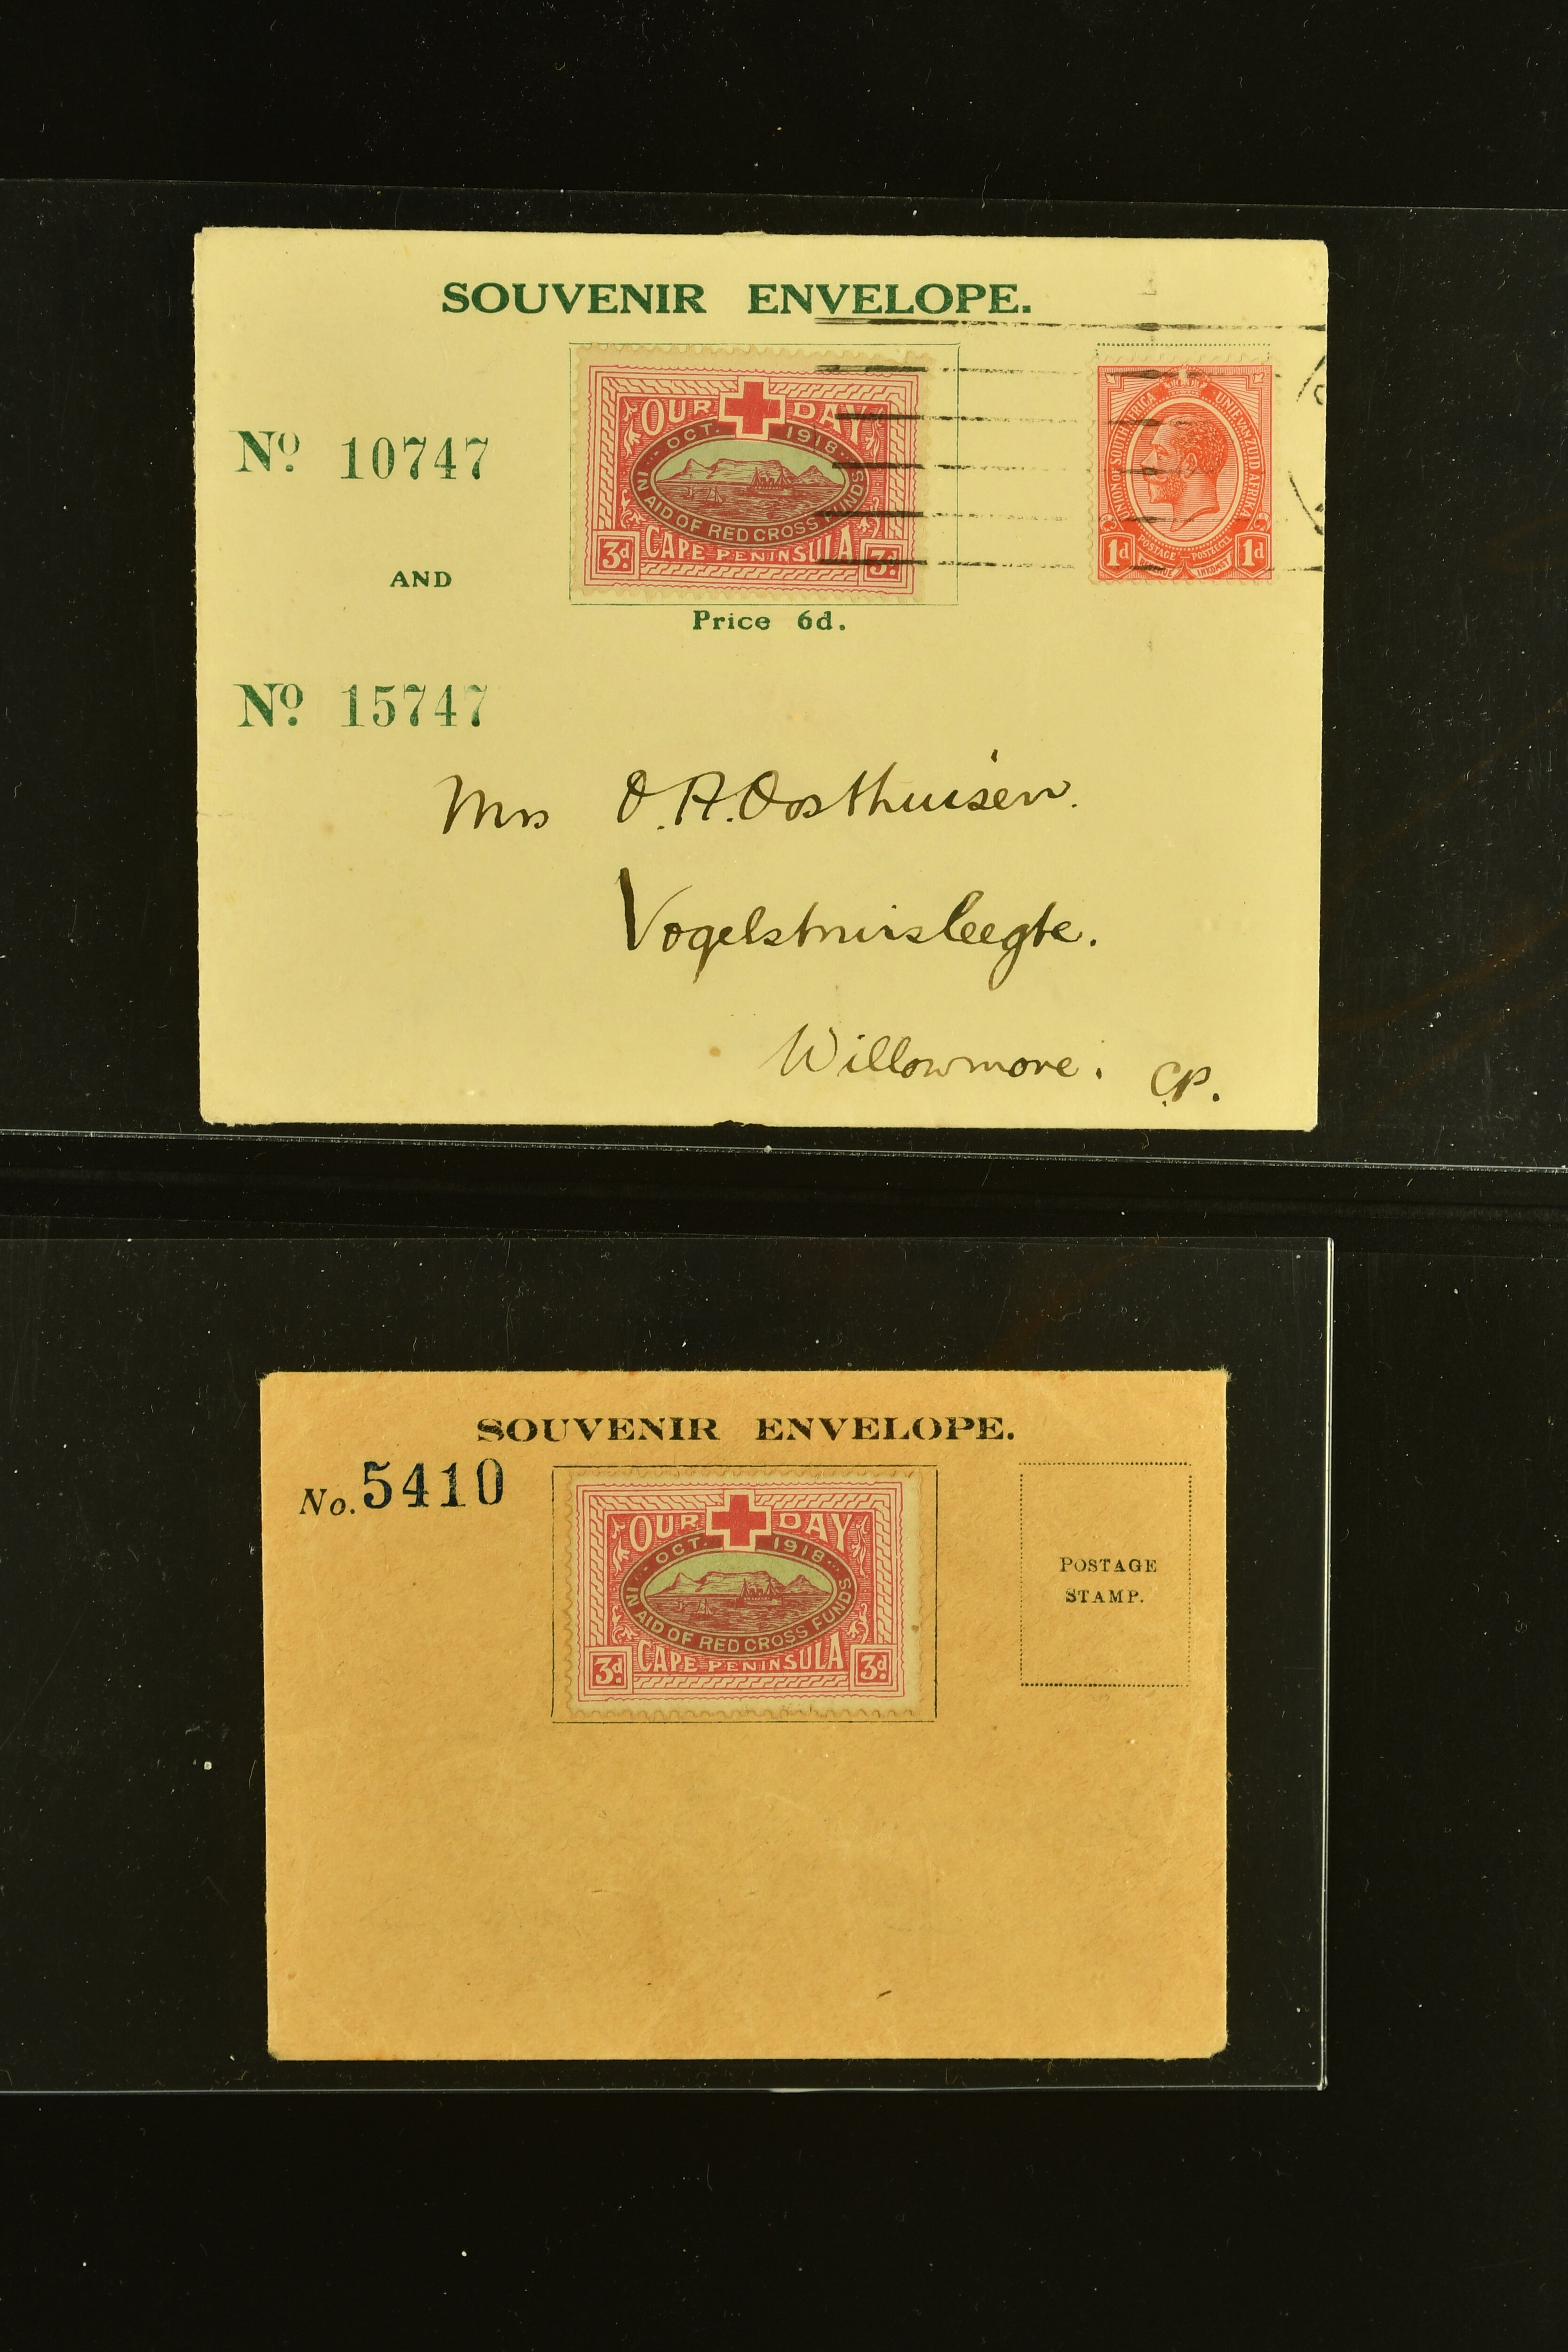 SOUVENIR ENVELOPE.
No. 10747
AND
No. 15747
OUR DAY
OCT. 1918
IN AID OF RED CROSS FUNDS
CAPE PENINSULA
3d. 3d.
Price 6d.
UNION OF SOUTH AFRICA UNIE VAN ZUID AFRIKA
POSTAGE POSTZEGEL
REVENUE INKOMST
1d 1d
Mrs O.A. Oosthuisen.
Vogelstruisleegte.
Willowmore. C.P.
SOUVENIR ENVELOPE.
No. 5410
OUR DAY
OCT. 1918
IN AID OF RED CROSS FUNDS
CAPE PENINSULA
3d. 3d.
POSTAGE
STAMP.